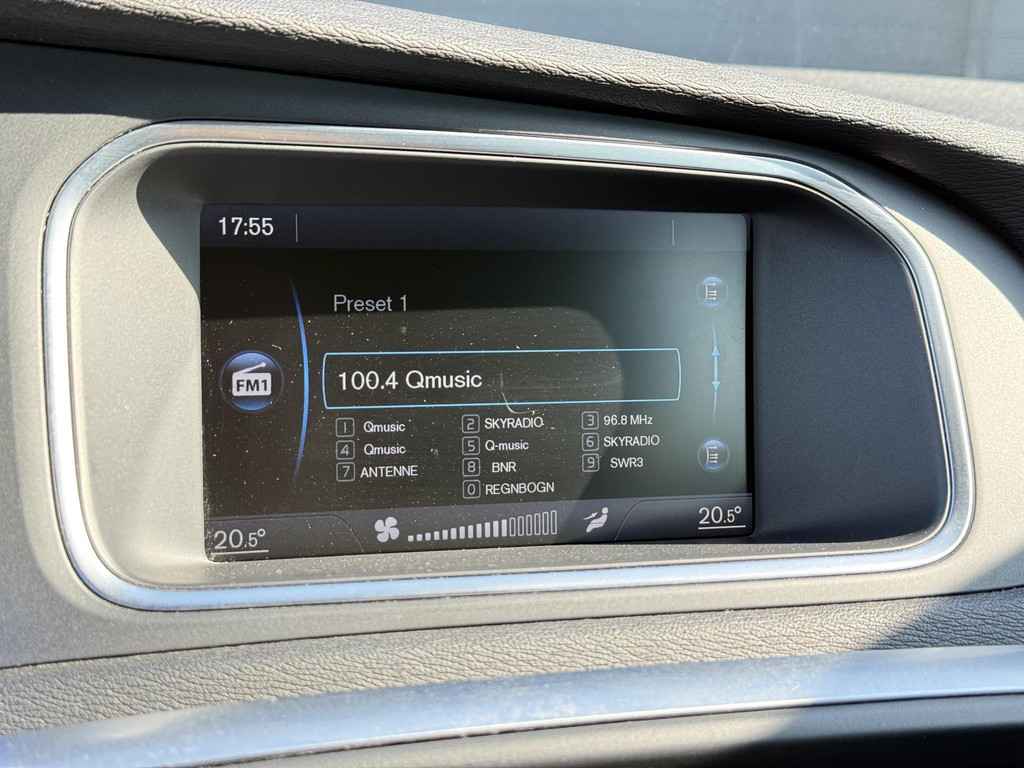 17:55
Preset 1
FM1
100.4 Qmusic
1 Qmusic 2 SKYRADIO 3 96.8 MHz
4 Qmusic 5 Q-music 6 SKYRADIO
7 ANTENNE 8 BNR 9 SWR3
0 REGNBOGN
20.5° 20.5°